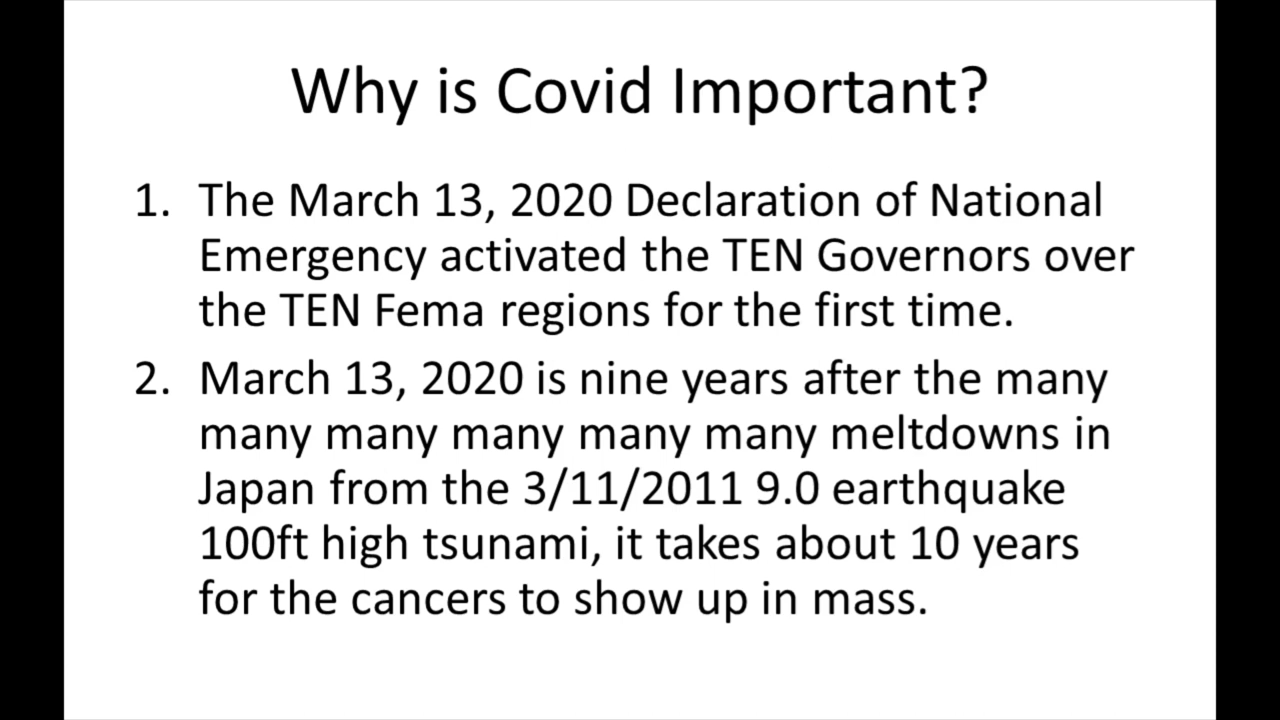 Why is Covid Important?
1. The March 13, 2020 Declaration of National
Emergency activated the TEN Governors over
the TEN Fema regions for the first time.
2. March 13, 2020 is nine years after the many
many many many many many meltdowns in
Japan from the 3/11/2011 9.0 earthquake
100ft high tsunami, it takes about 10 years
for the cancers to show up in mass.